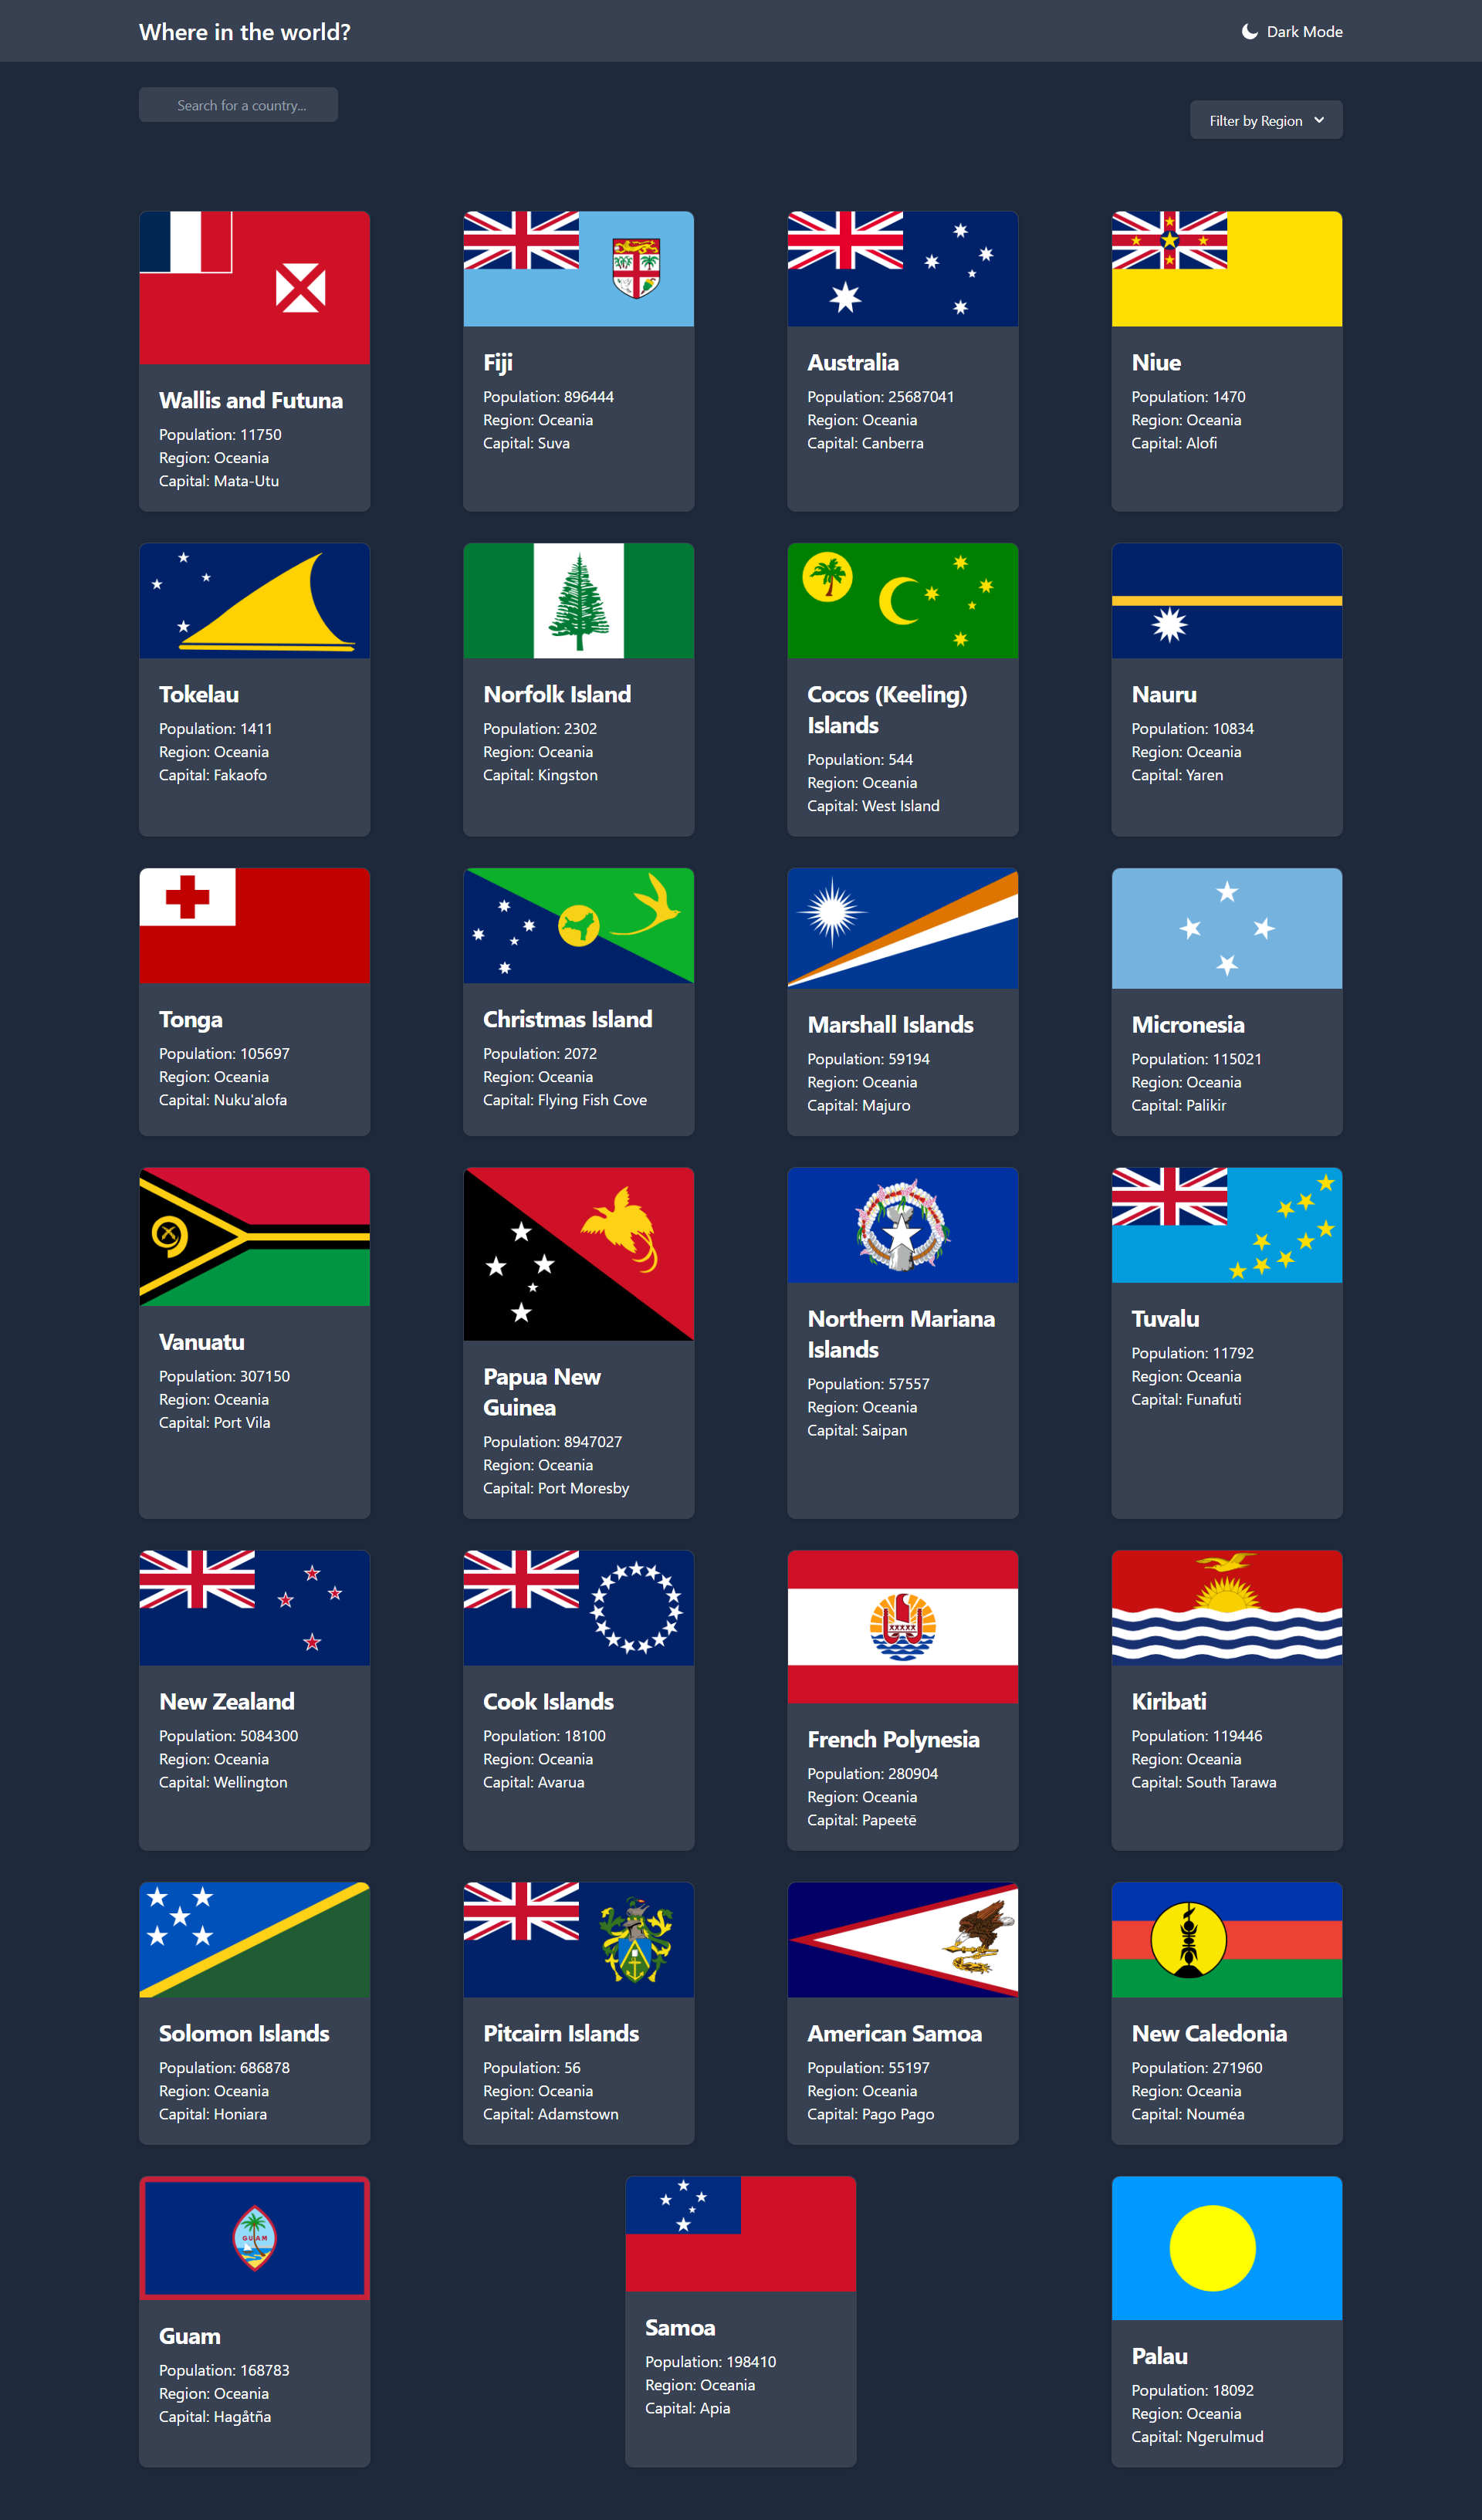 Where in the world?
Dark Mode
Search for a country...
Filter by Region
Wallis and Futuna
Population: 11750
Region: Oceania
Capital: Mata-Utu
Fiji
Population: 896444
Region: Oceania
Capital: Suva
Australia
Population: 25687041
Region: Oceania
Capital: Canberra
Niue
Population: 1470
Region: Oceania
Capital: Alofi
Tokelau
Population: 1411
Region: Oceania
Capital: Fakaofo
Norfolk Island
Population: 2302
Region: Oceania
Capital: Kingston
Cocos (Keeling)
Islands
Population: 544
Region: Oceania
Capital: West Island
Nauru
Population: 10834
Region: Oceania
Capital: Yaren
Tonga
Population: 105697
Region: Oceania
Capital: Nuku'alofa
Christmas Island
Population: 2072
Region: Oceania
Capital: Flying Fish Cove
Marshall Islands
Population: 59194
Region: Oceania
Capital: Majuro
Micronesia
Population: 115021
Region: Oceania
Capital: Palikir
Vanuatu
Population: 307150
Region: Oceania
Capital: Port Vila
Papua New
Guinea
Population: 8947027
Region: Oceania
Capital: Port Moresby
Northern Mariana
Islands
Population: 57557
Region: Oceania
Capital: Saipan
Tuvalu
Population: 11792
Region: Oceania
Capital: Funafuti
New Zealand
Population: 5084300
Region: Oceania
Capital: Wellington
Cook Islands
Population: 18100
Region: Oceania
Capital: Avarua
French Polynesia
Population: 280904
Region: Oceania
Capital: Papeetē
Kiribati
Population: 119446
Region: Oceania
Capital: South Tarawa
Solomon Islands
Population: 686878
Region: Oceania
Capital: Honiara
Pitcairn Islands
Population: 56
Region: Oceania
Capital: Adamstown
American Samoa
Population: 55197
Region: Oceania
Capital: Pago Pago
New Caledonia
Population: 271960
Region: Oceania
Capital: Nouméa
GUAM
Guam
Population: 168783
Region: Oceania
Capital: Hagåtña
Samoa
Population: 198410
Region: Oceania
Capital: Apia
Palau
Population: 18092
Region: Oceania
Capital: Ngerulmud